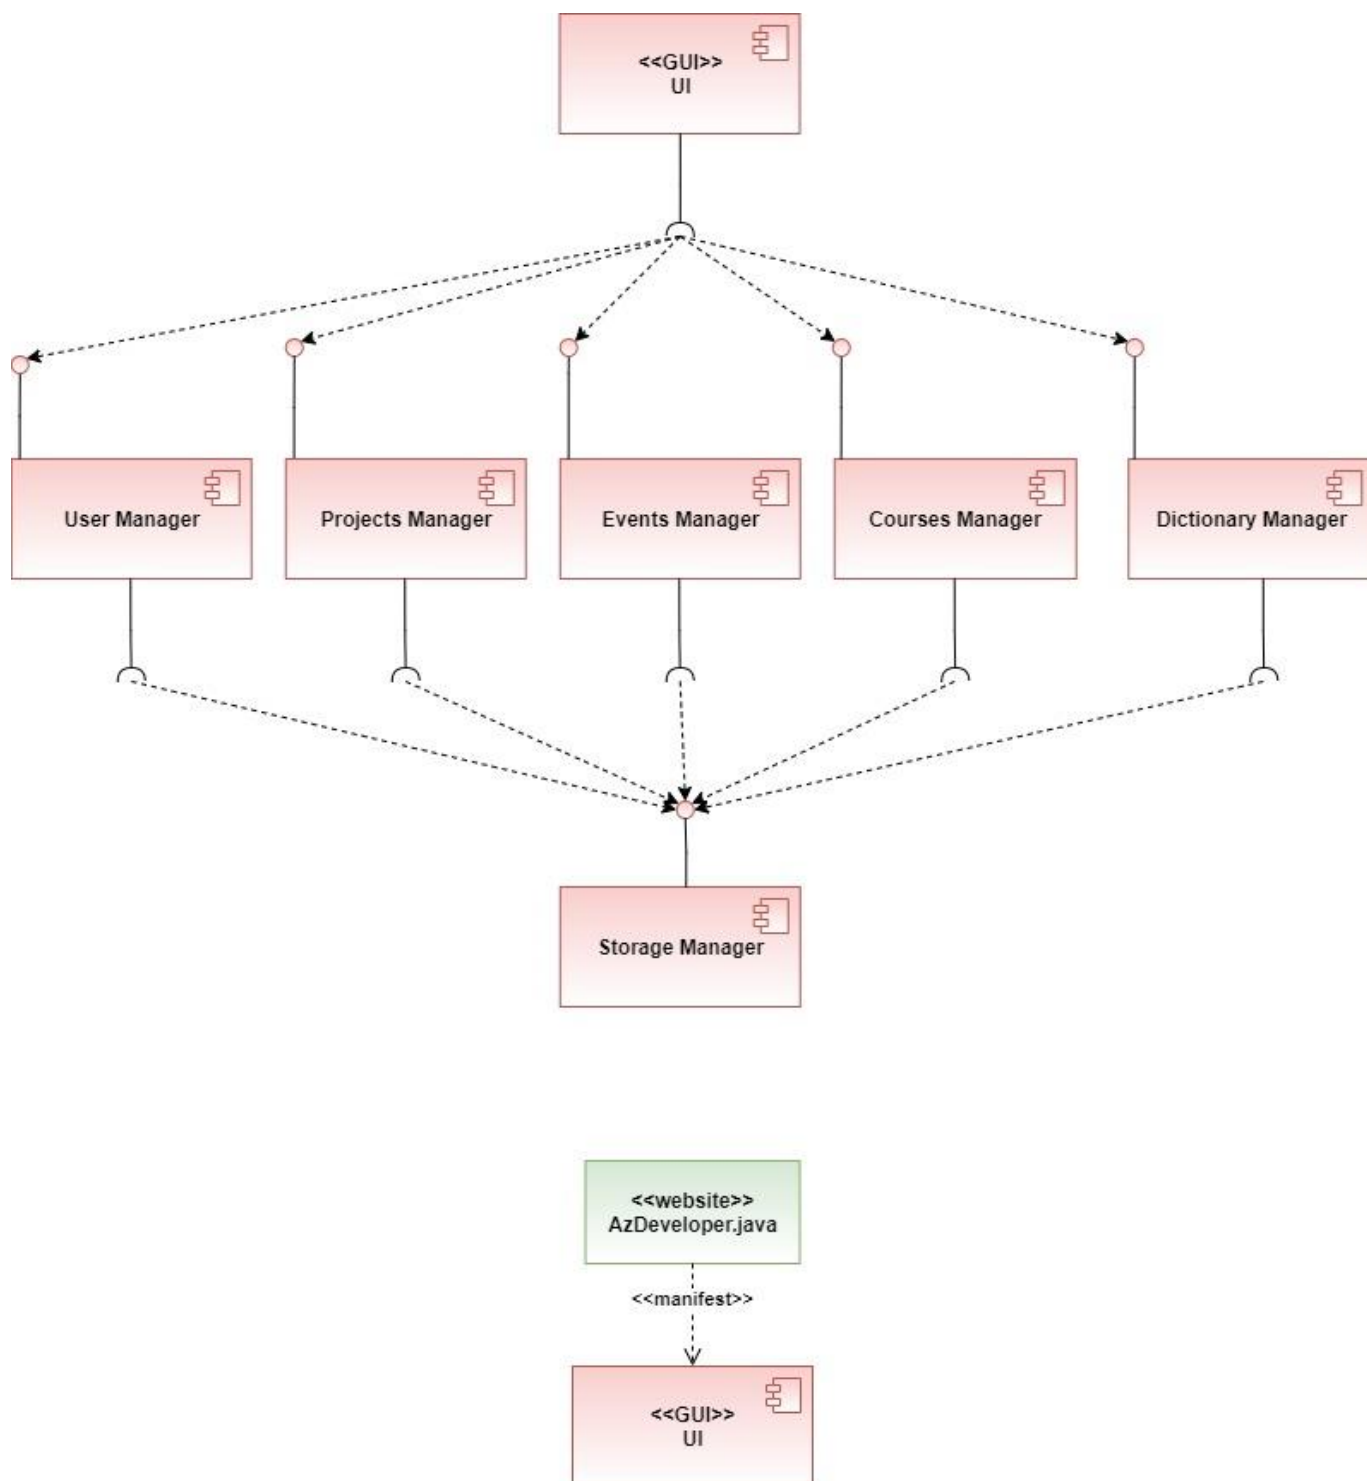 <<GUI>>
UI
User Manager
Projects Manager
Events Manager
Courses Manager
Dictionary Manager
Storage Manager
<<website>>
AzDeveloper.java
<<manifest>>
<<GUI>>
UI